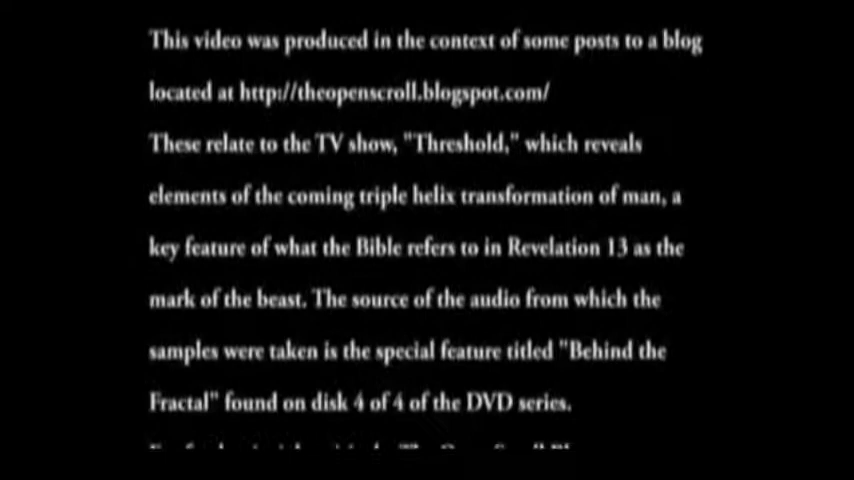 This video was produced in the context of some posts to a blog
located at http://theopenscroll.blogspot.com/
These relate to the TV show, "Threshold," which reveals
elements of the coming triple helix transformation of man, a
key feature of what the Bible refers to in Revelation 13 as the
mark of the beast. The source of the audio from which the
samples were taken is the special feature titled "Behind the
Fractal" found on disk 4 of 4 of the DVD series.